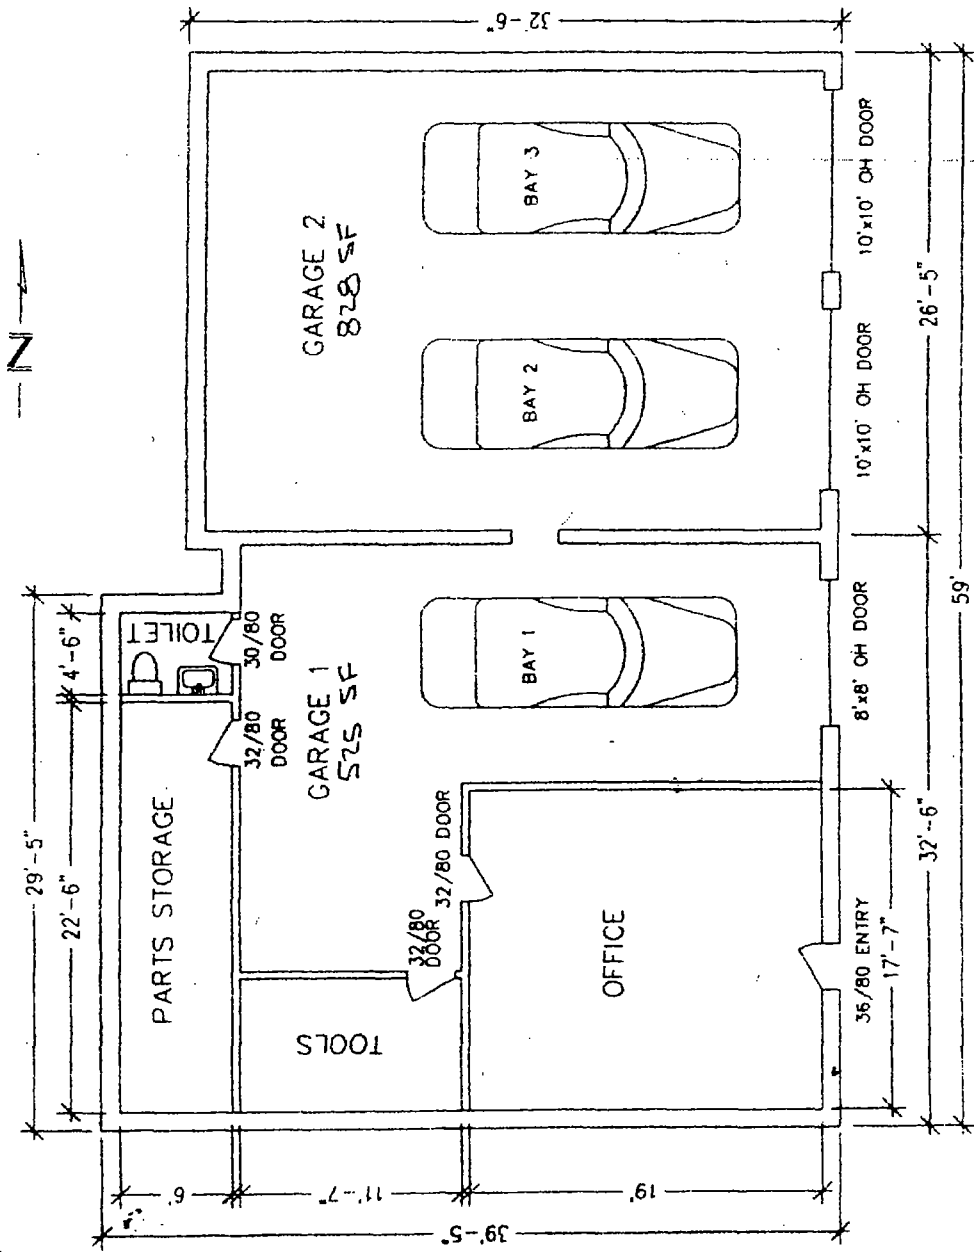 N
32'-6"
GARAGE 2
828 SF
BAY 3
BAY 2
10'x10' OH DOOR
10'x10' OH DOOR
26'-5"
59'
29'-5"
4'-6"
22'-6"
TOILET
30/80
DOOR
32/80
DOOR
GARAGE 1
525 SF
BAY 1
8'x8' OH DOOR
32'-6"
PARTS STORAGE
32/80 DOOR
32/80
DOOR
TOOLS
OFFICE
36/80 ENTRY
17'-7"
6'
11'-7"
19'
39'-5"